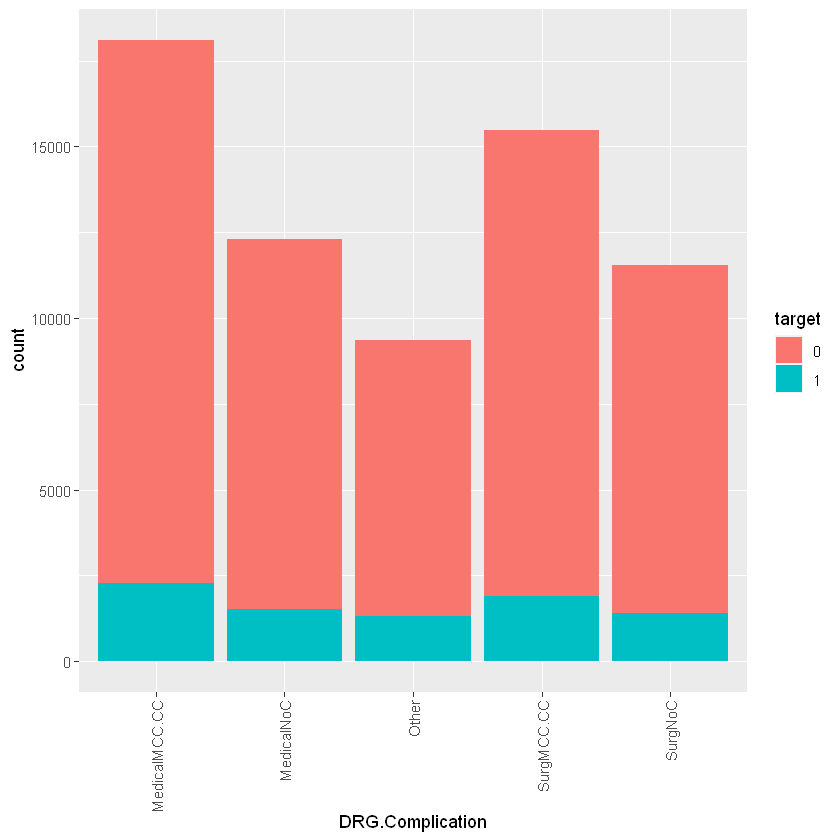 count
15000
10000
5000
0
MedicalMCC.CC
MedicalNoC
Other
SurgMCC.CC
SurgNoC
DRG.Complication
target
0
1